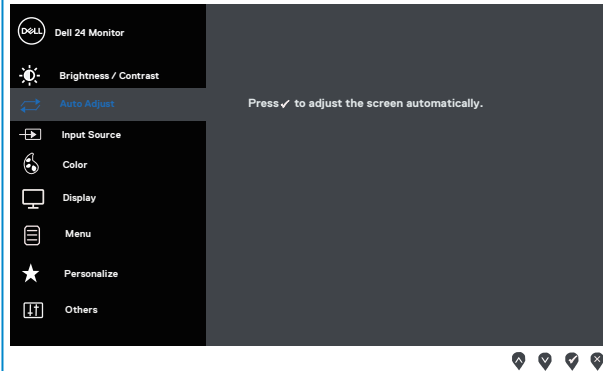 DELL Dell 24 Monitor
Brightness / Contrast
Auto Adjust
Press ✓ to adjust the screen automatically.
Input Source
Color
Display
Menu
Personalize
Others